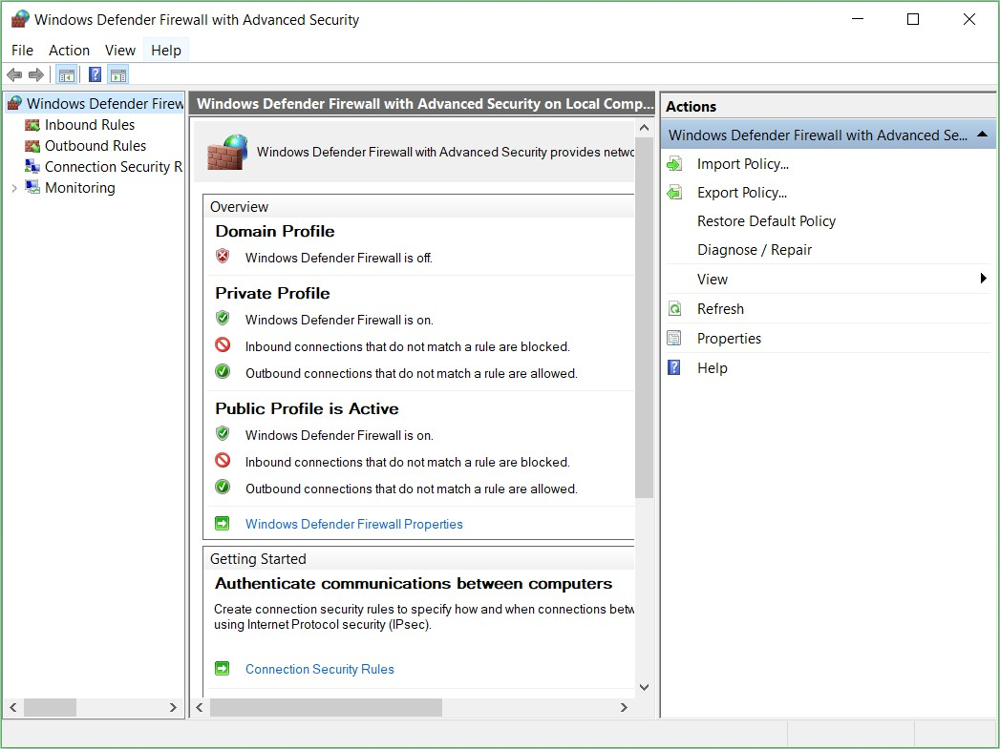 Windows Defender Firewall with Advanced Security
File Action View Help
Windows Defender Firew
Inbound Rules
Outbound Rules
Connection Security R
Monitoring
Windows Defender Firewall with Advanced Security on Local Comp...
Windows Defender Firewall with Advanced Security provides netwo
Overview
Domain Profile
Windows Defender Firewall is off.
Private Profile
Windows Defender Firewall is on.
Inbound connections that do not match a rule are blocked.
Outbound connections that do not match a rule are allowed.
Public Profile is Active
Windows Defender Firewall is on.
Inbound connections that do not match a rule are blocked.
Outbound connections that do not match a rule are allowed.
Windows Defender Firewall Properties
Getting Started
Authenticate communications between computers
Create connection security rules to specify how and when connections betw
using Internet Protocol security (IPsec).
Connection Security Rules
Actions
Windows Defender Firewall with Advanced Se...
Import Policy...
Export Policy...
Restore Default Policy
Diagnose / Repair
View
Refresh
Properties
Help